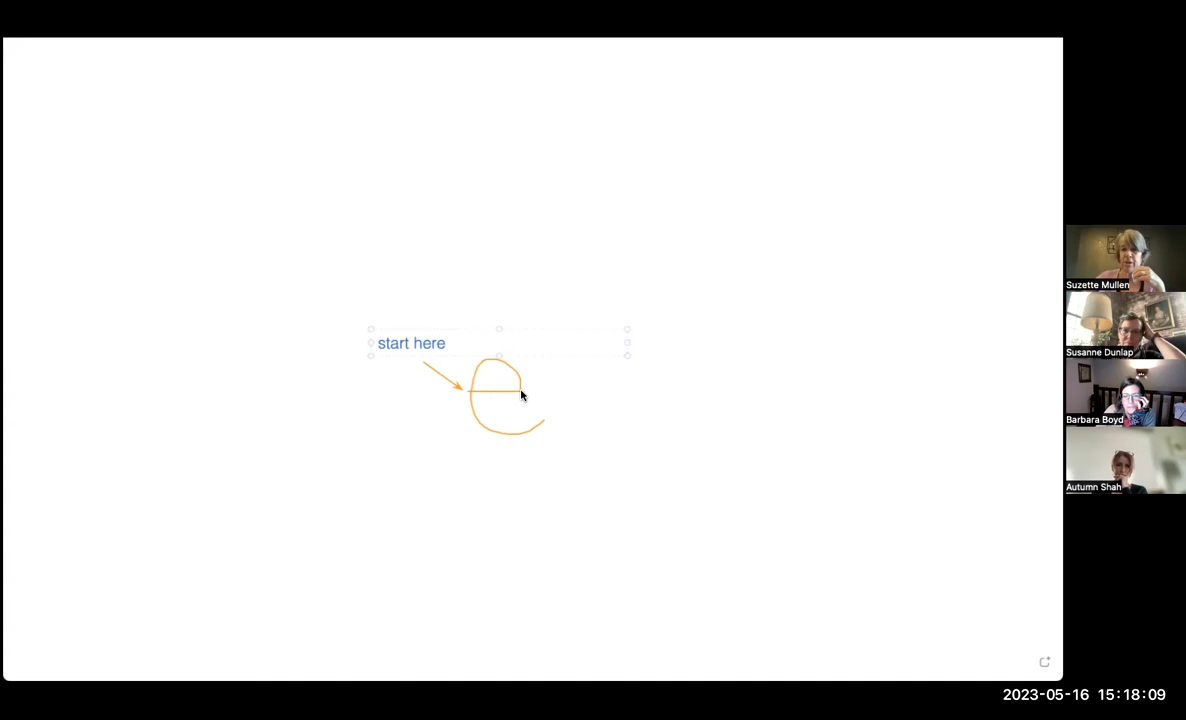 start here
e
Suzette Mullen
Susanne Dunlap
Barbara Boyd
Autumn Shah
2023-05-16 15:18:09